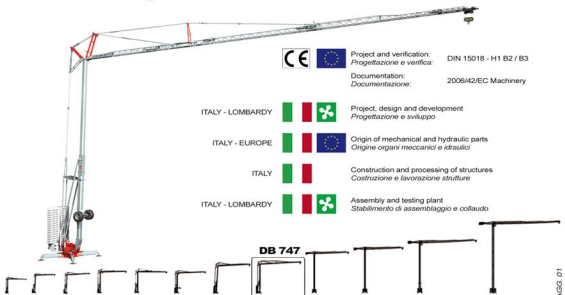 CE
Project and verification: DIN 15018 - H1 B2 / B3
Progettazione e verifica:
Documentation: 2006/42/EC Machinery
Documentazione:
ITALY - LOMBARDY
Project, design and development
Progettazione e sviluppo
ITALY - EUROPE
Origin of mechanical and hydraulic parts
Origine organi meccanici e idraulici
ITALY
Construction and processing of structures
Costruzione e lavorazione strutture
ITALY - LOMBARDY
Assembly and testing plant
Stabilimento di assemblaggio e collaudo
DB 747
AGG. 01